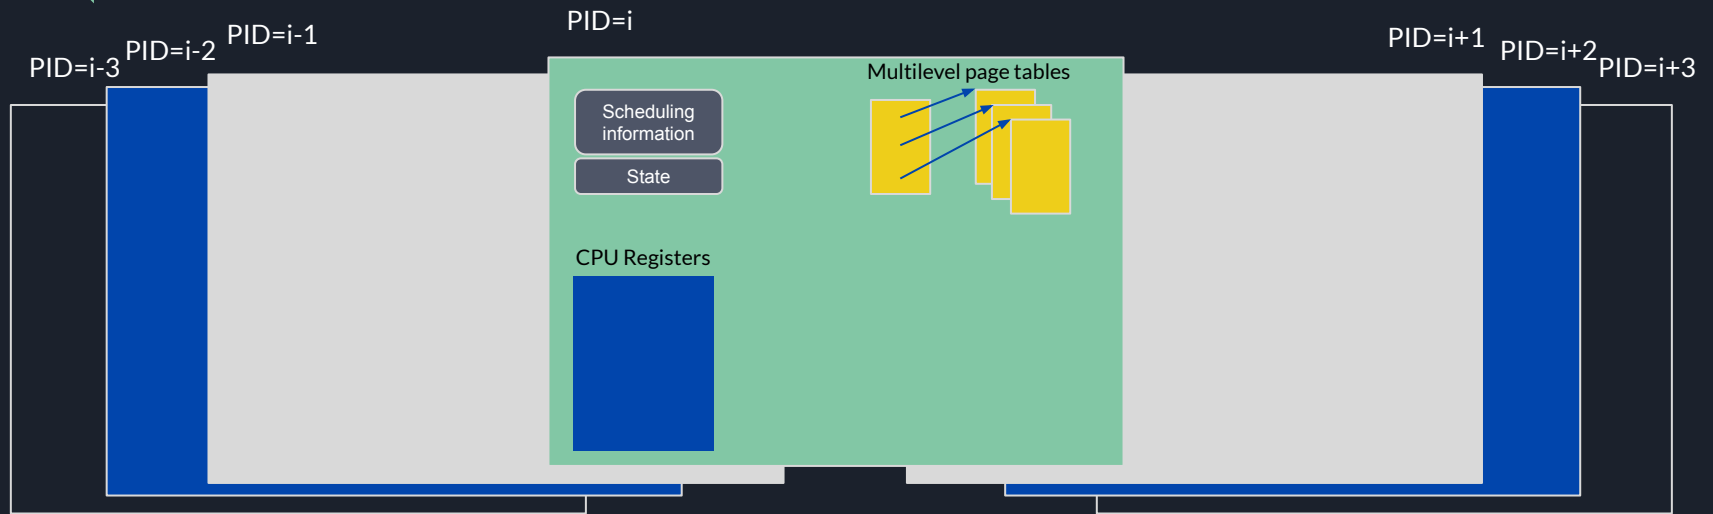 PID=i-3
PID=i-2
PID=i-1
PID=i
PID=i+1
PID=i+2
PID=i+3
Multilevel page tables
Scheduling
information
State
CPU Registers